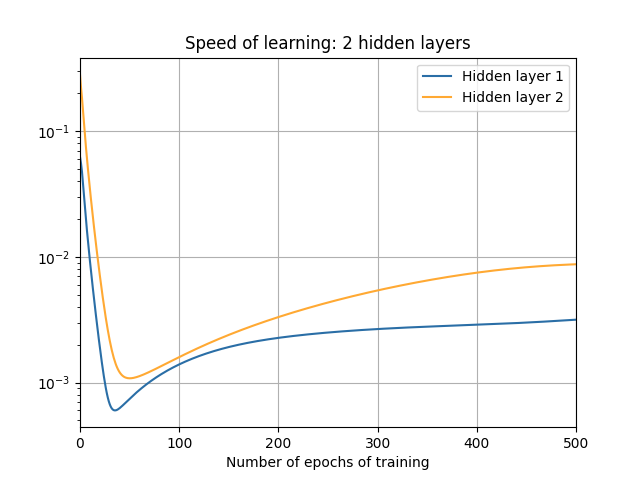 Speed of learning: 2 hidden layers
Hidden layer 1
Hidden layer 2
10⁻¹
10⁻²
10⁻³
0 100 200 300 400 500
Number of epochs of training